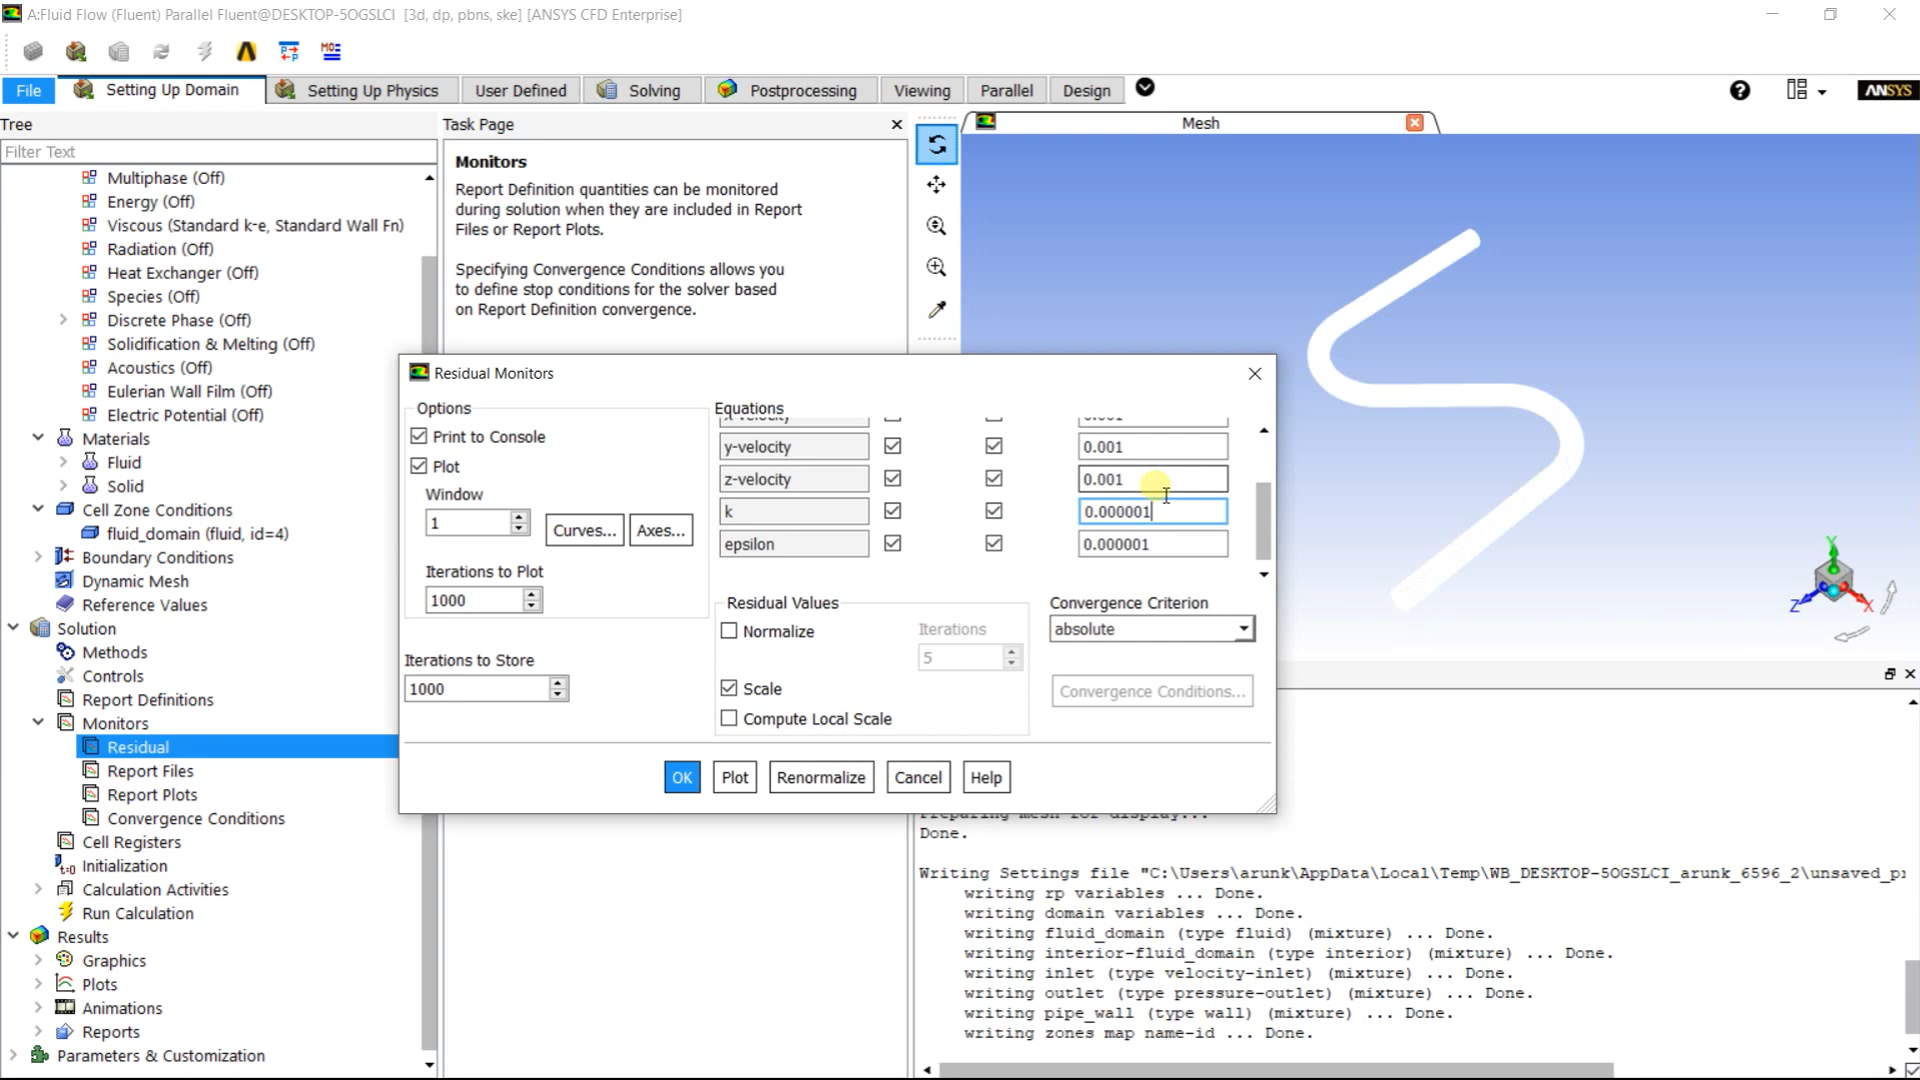 A:Fluid Flow (Fluent) Parallel Fluent@DESKTOP-5OGSLCI [3d, dp, pbns, ske] [ANSYS CFD Enterprise]
File
Setting Up Domain
Setting Up Physics
User Defined
Solving
Postprocessing
Viewing
Parallel
Design
ANSYS
Tree
Filter Text
Multiphase (Off)
Energy (Off)
Viscous (Standard k-e, Standard Wall Fn)
Radiation (Off)
Heat Exchanger (Off)
Species (Off)
Discrete Phase (Off)
Solidification & Melting (Off)
Acoustics (Off)
Eulerian Wall Film (Off)
Electric Potential (Off)
Materials
Fluid
Solid
Cell Zone Conditions
fluid_domain (fluid, id=4)
Boundary Conditions
Dynamic Mesh
Reference Values
Solution
Methods
Controls
Report Definitions
Monitors
Residual
Report Files
Report Plots
Convergence Conditions
Cell Registers
Initialization
Calculation Activities
Run Calculation
Results
Graphics
Plots
Animations
Reports
Parameters & Customization
Task Page
Monitors
Report Definition quantities can be monitored
during solution when they are included in Report
Files or Report Plots.
Specifying Convergence Conditions allows you
to define stop conditions for the solver based
on Report Definition convergence.
Mesh
Y
Z
X
Residual Monitors
Options
Print to Console
Plot
Window
1
Curves...
Axes...
Iterations to Plot
1000
Iterations to Store
1000
Equations
x-velocity
0.001
y-velocity
0.001
z-velocity
0.001
k
0.000001
epsilon
0.000001
Residual Values
Normalize
Iterations
5
Scale
Compute Local Scale
Convergence Criterion
absolute
Convergence Conditions...
OK
Plot
Renormalize
Cancel
Help
Preparing mesh for display...
Done.
Writing Settings file "C:\Users\arunk\AppData\Local\Temp\WB_DESKTOP-5OGSLCI_arunk_6596_2\unsaved_p
writing rp variables ... Done.
writing domain variables ... Done.
writing fluid_domain (type fluid) (mixture) ... Done.
writing interior-fluid_domain (type interior) (mixture) ... Done.
writing inlet (type velocity-inlet) (mixture) ... Done.
writing outlet (type pressure-outlet) (mixture) ... Done.
writing pipe_wall (type wall) (mixture) ... Done.
writing zones map name-id ... Done.